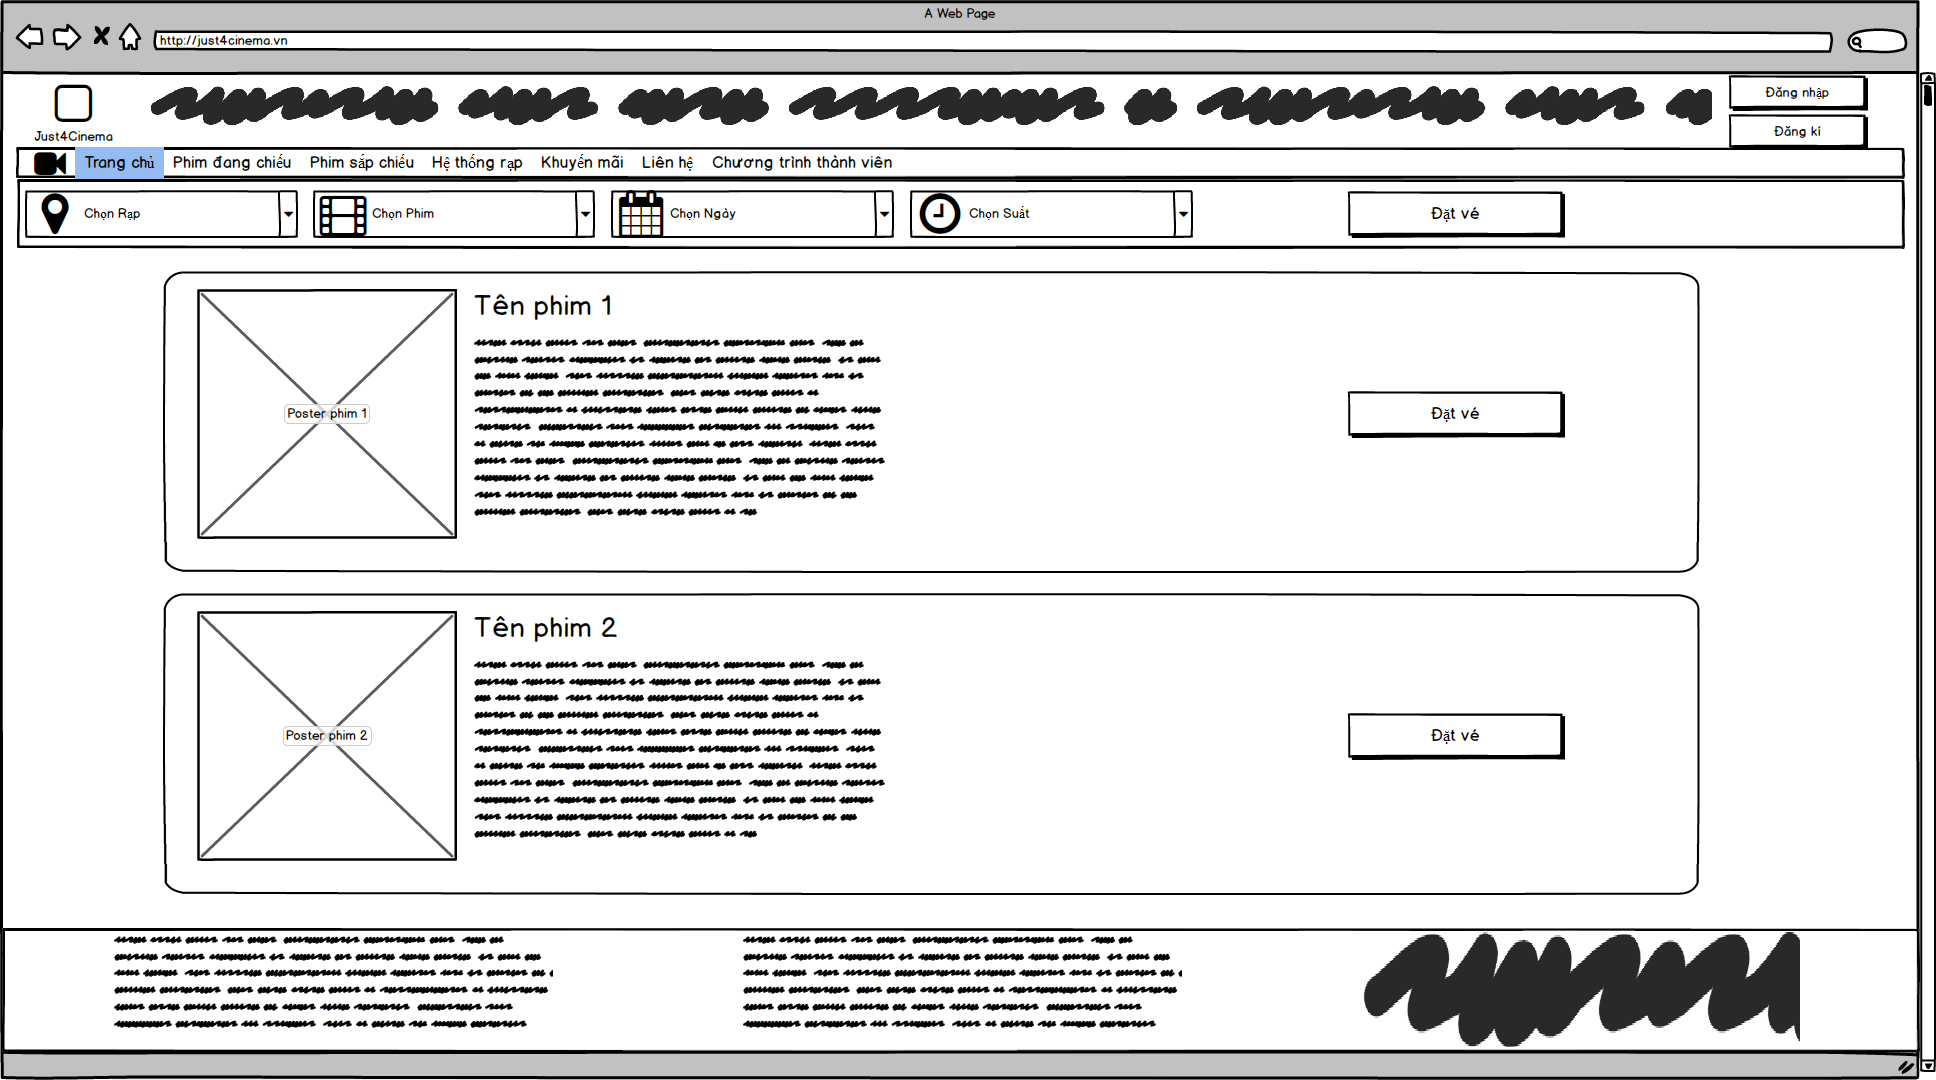 A Web Page
http://just4cinema.vn
Đăng nhập
Just4Cinema
Đăng kí
Trang chủ Phim đang chiếu Phim sắp chiếu Hệ thống rạp Khuyến mãi Liên hệ Chương trình thành viên
Chọn Rạp Chọn Phim Chọn Ngày Chọn Suất Đặt vé
Tên phim 1
Poster phim 1
Đặt vé
Tên phim 2
Poster phim 2
Đặt vé